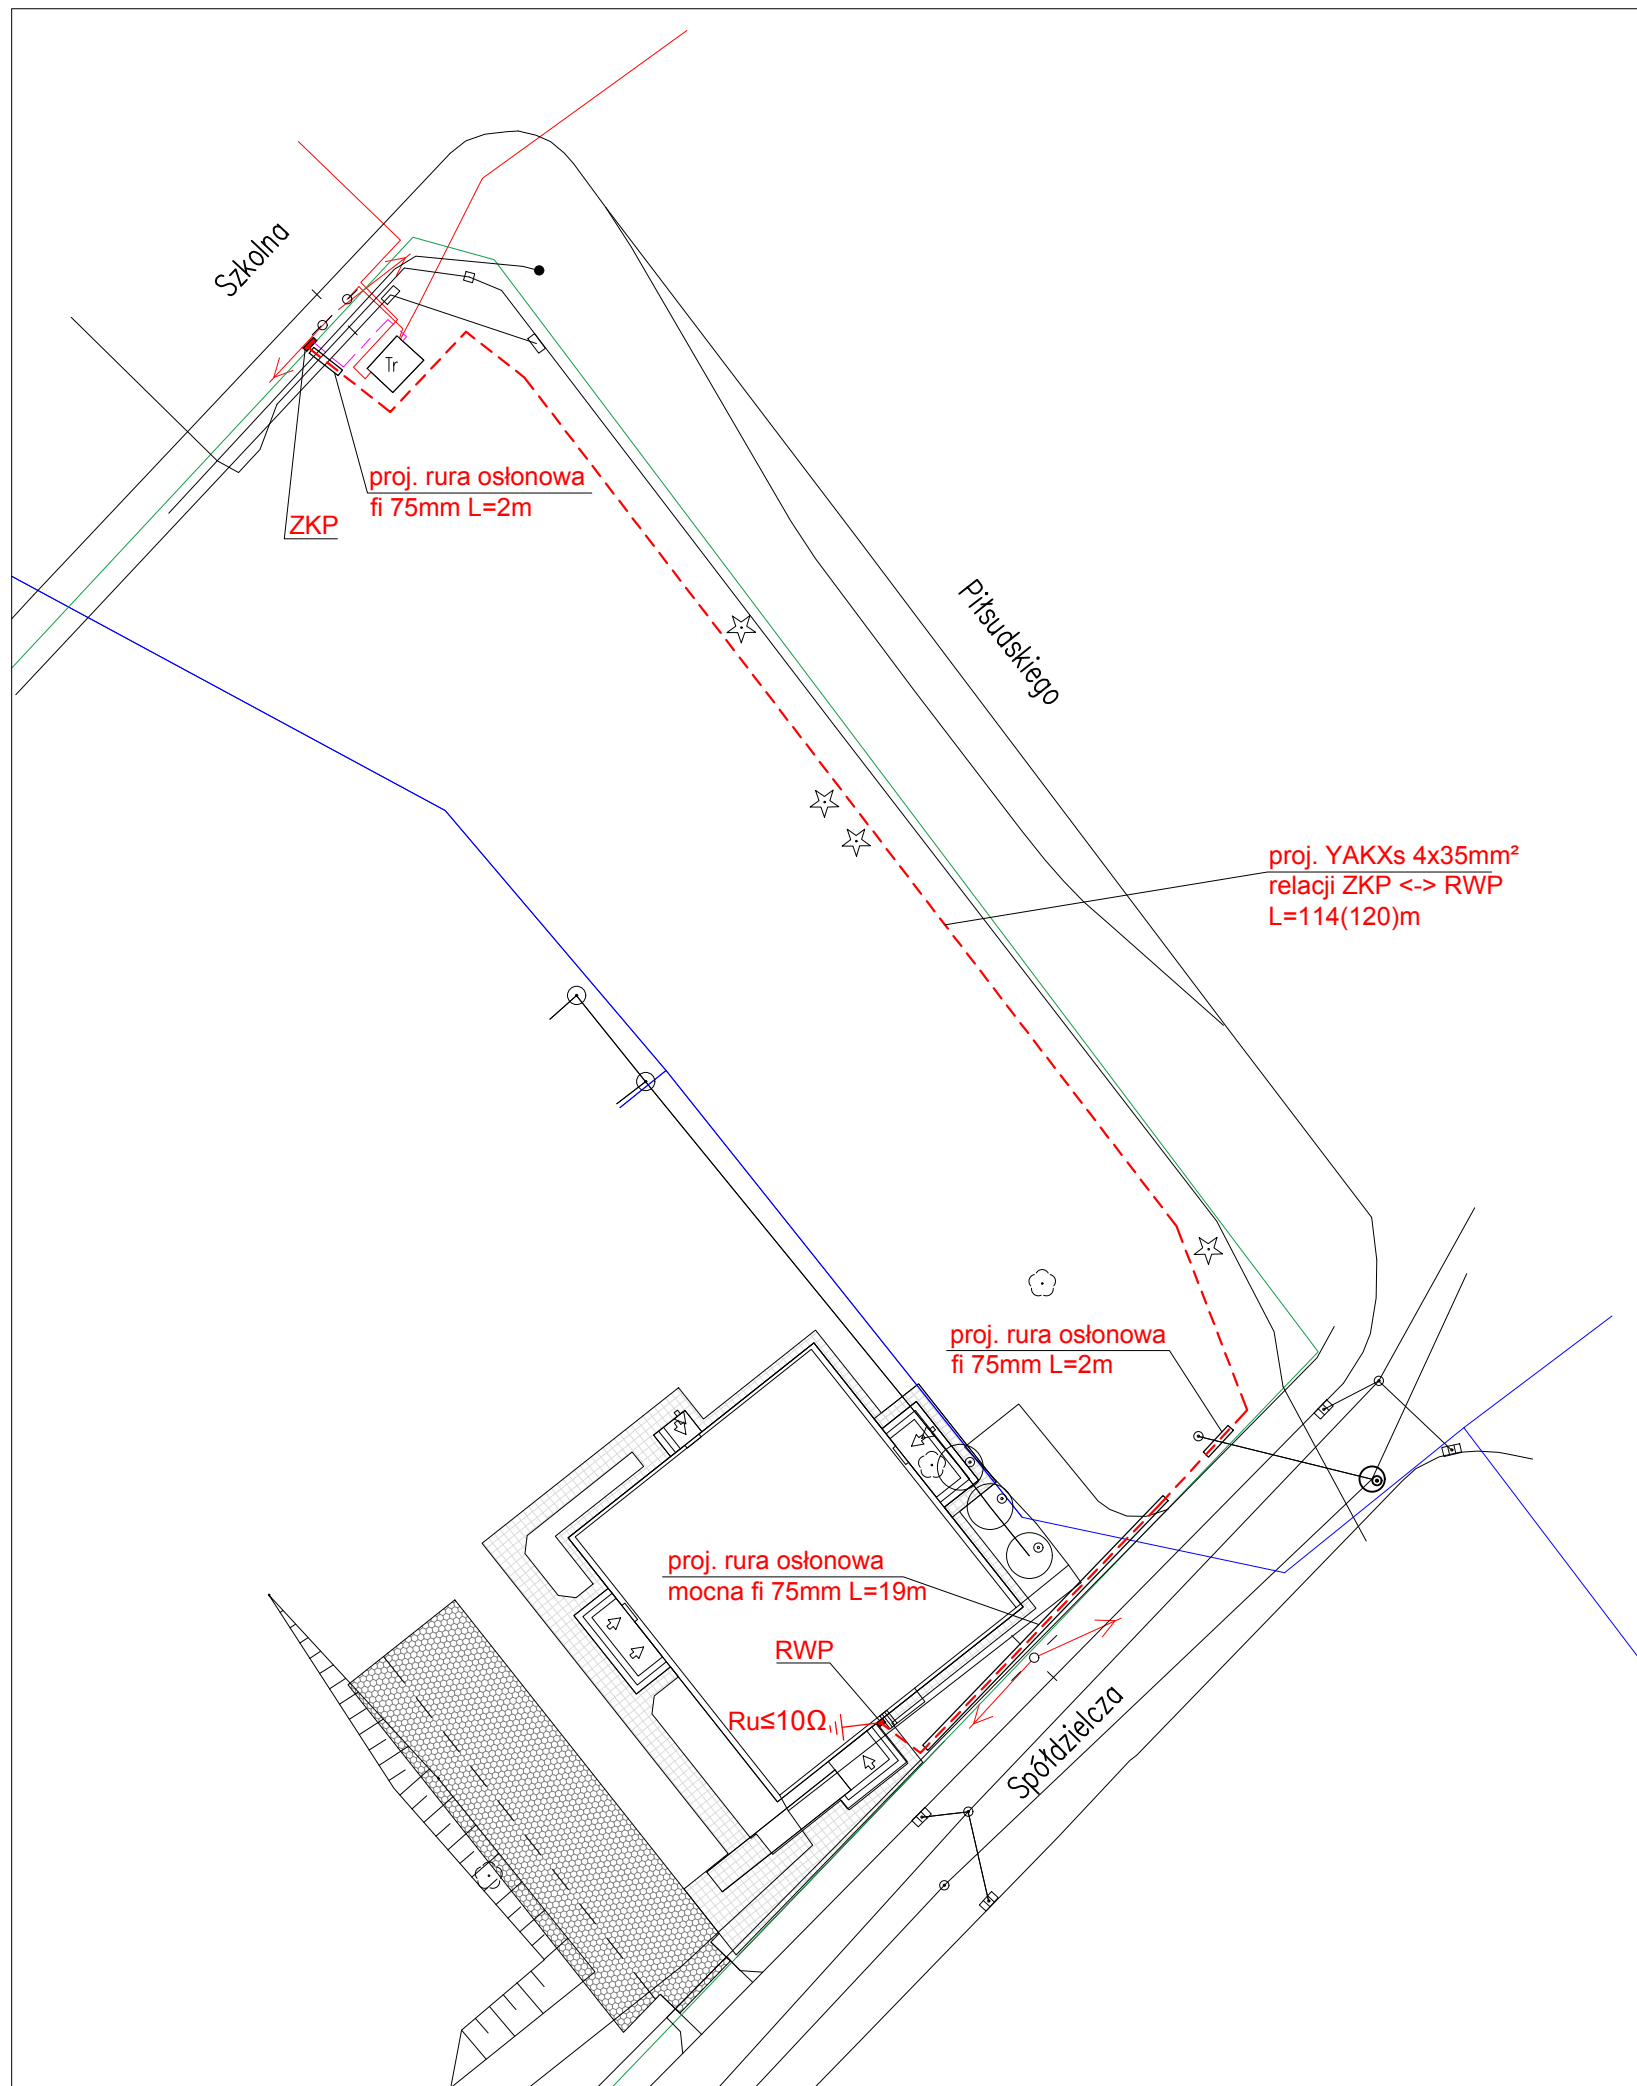 Szkolna
Tr
proj. rura osłonowa
fi 75mm L=2m
ZKP
Piłsudskiego
proj. YAKXs 4x35mm²
relacji ZKP <-> RWP
L=114(120)m
proj. rura osłonowa
fi 75mm L=2m
proj. rura osłonowa
mocna fi 75mm L=19m
RWP
Ru≤10Ω
Spółdzielcza